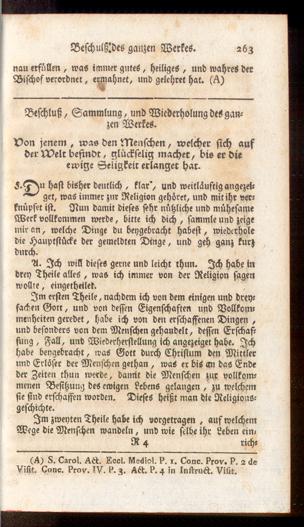 Beschluß des ganzen Werkes. 263
nau erfüllen, was immer gutes, heiliges, und wahres der
Bischof verordnet, ermahnet, und gelehret hat. (A)
Beschluß, Sammlung, und Wiederholung des gan-
zen Werkes.
Von jenem, was den Menschen, welcher sich auf
der Welt befindt, glückselig machet, bis er die
ewige Seligkeit erlanget hat.
S. Du hast bisher deutlich, klar, und weitläuftig angezei-
get, was immer zur Religion gehöret, und mit ihr ver-
knüpfet ist. Nun damit dieses sehr nützliche und mühesame
Werk vollkommen werde, bitte ich dich, sammle und zeige
mir an, welche Dinge du beygebracht habest, wiederhole
die Hauptstücke der gemeldten Dinge, und geh ganz kurz
durch.
A. Ich will dieses gerne und leicht thun. Ich habe in
drey Theile alles, was ich immer von der Religion sagen
wollte, eingetheilet.
Im ersten Theile, nachdem ich von dem einigen und drey-
fachen Gott, und von dessen Eigenschaften und Vollkom-
menheiten geredet, habe ich von den erschaffenen Dingen,
und besonders von dem Menschen gehandelt, dessen Erschaf-
fung, Fall, und Wiederherstellung ich angezeiget habe. Ich
habe beygebracht, was Gott durch Christum den Mittler
und Erlöser der Menschen gethan, was er bis an das Ende
der Zeiten thun werde, damit die Menschen zur vollkom-
menen Besitzung des ewigen Lebens gelangen, zu welchem
sie sind erschaffen worden. Dieses heißt man die Religions-
geschichte.
Im zweyten Theile habe ich vorgetragen, auf welchem
Wege die Menschen wandeln, und wie selbe ihr Leben ein-
R 4 rich-
(A) S. Carol. Act. Eccl. Mediol. P. 1. Conc. Prov. P. 2 de
Visit. Conc. Prov. IV. P. 3. Act. P. 4 in Instruct. Visit.